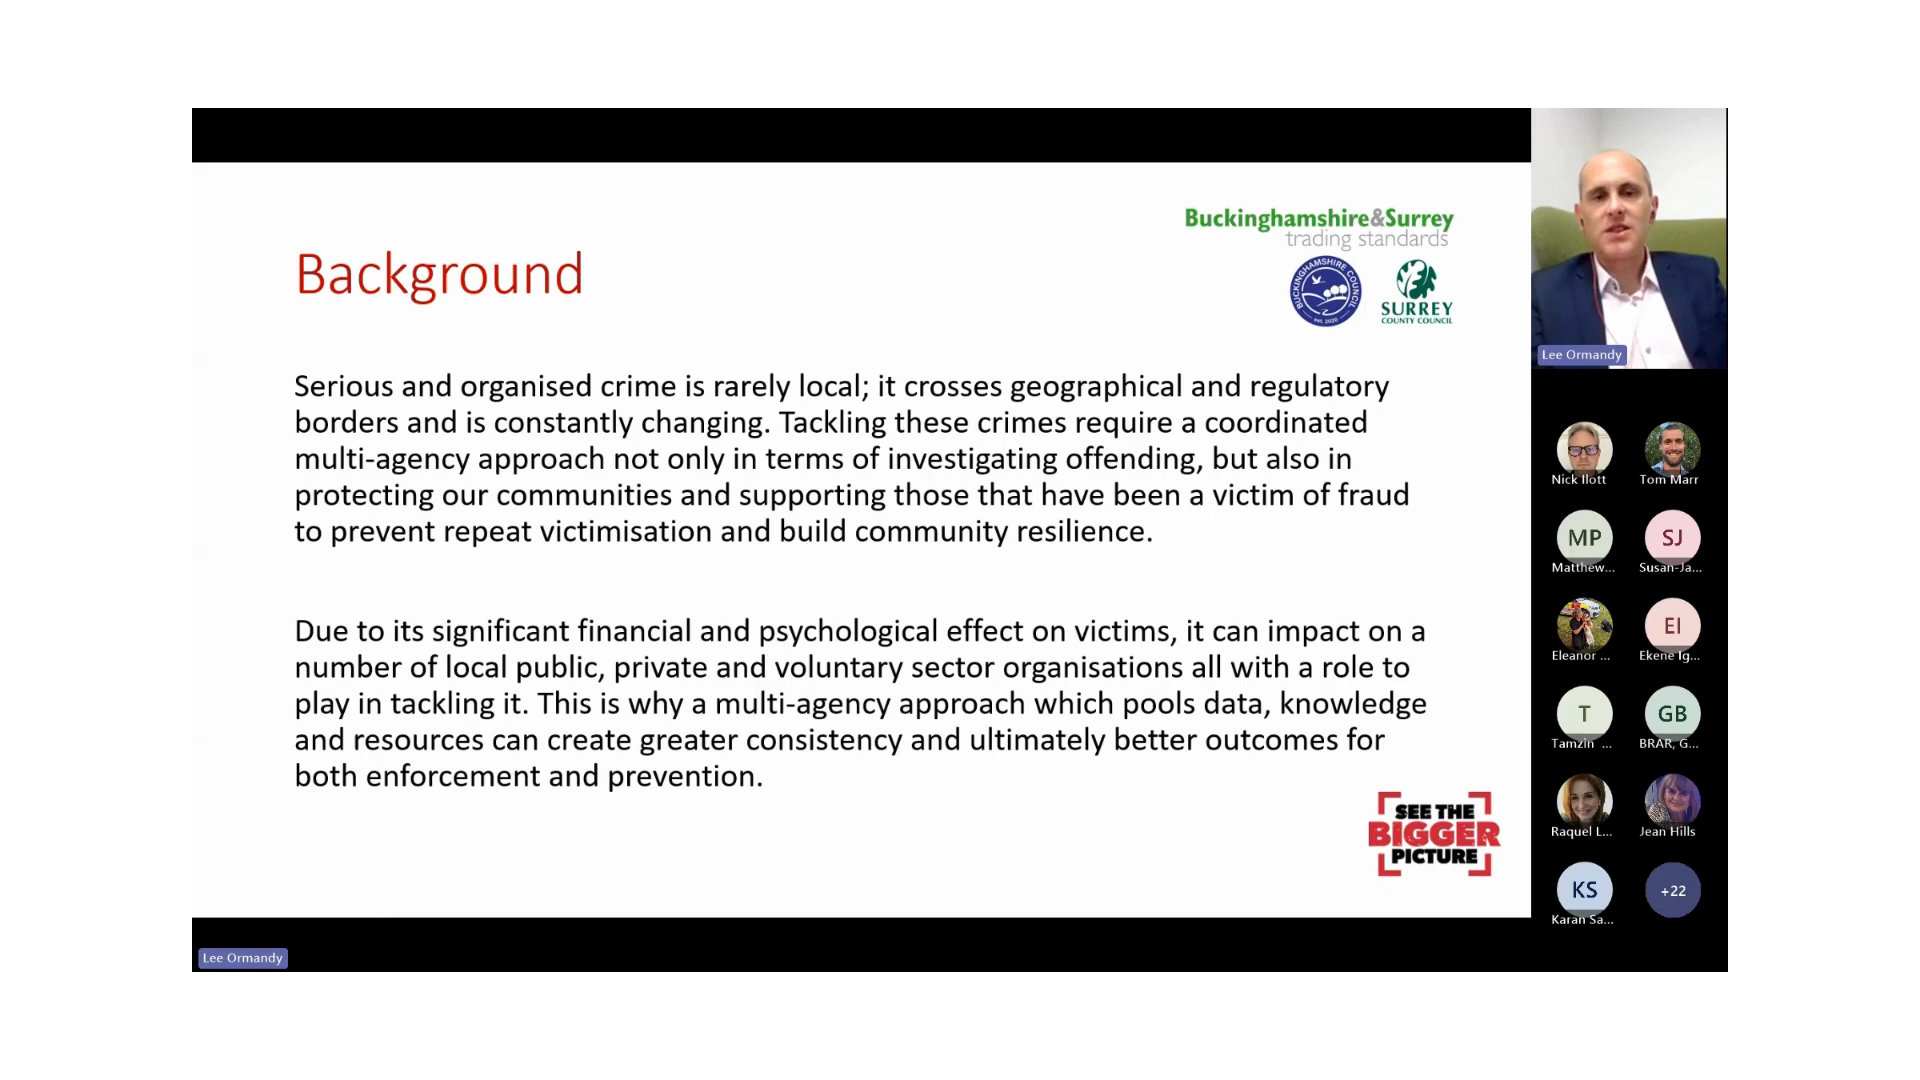 Buckinghamshire&Surrey
trading standards
BUCKINGHAMSHIRE COUNCIL
est. 2020
SURREY
COUNTY COUNCIL
Background
Serious and organised crime is rarely local; it crosses geographical and regulatory
borders and is constantly changing. Tackling these crimes require a coordinated
multi-agency approach not only in terms of investigating offending, but also in
protecting our communities and supporting those that have been a victim of fraud
to prevent repeat victimisation and build community resilience.
Due to its significant financial and psychological effect on victims, it can impact on a
number of local public, private and voluntary sector organisations all with a role to
play in tackling it. This is why a multi-agency approach which pools data, knowledge
and resources can create greater consistency and ultimately better outcomes for
both enforcement and prevention.
SEE THE
BIGGER
PICTURE
Lee Ormandy
Lee Ormandy
Nick Ilott
Tom Marr
MP
Matthew...
SJ
Susan-Ja...
Eleanor ...
EI
Ekene Ig...
T
Tamzin ...
GB
BRAR, G...
Raquel L...
Jean Hills
KS
Karan Sa...
+22